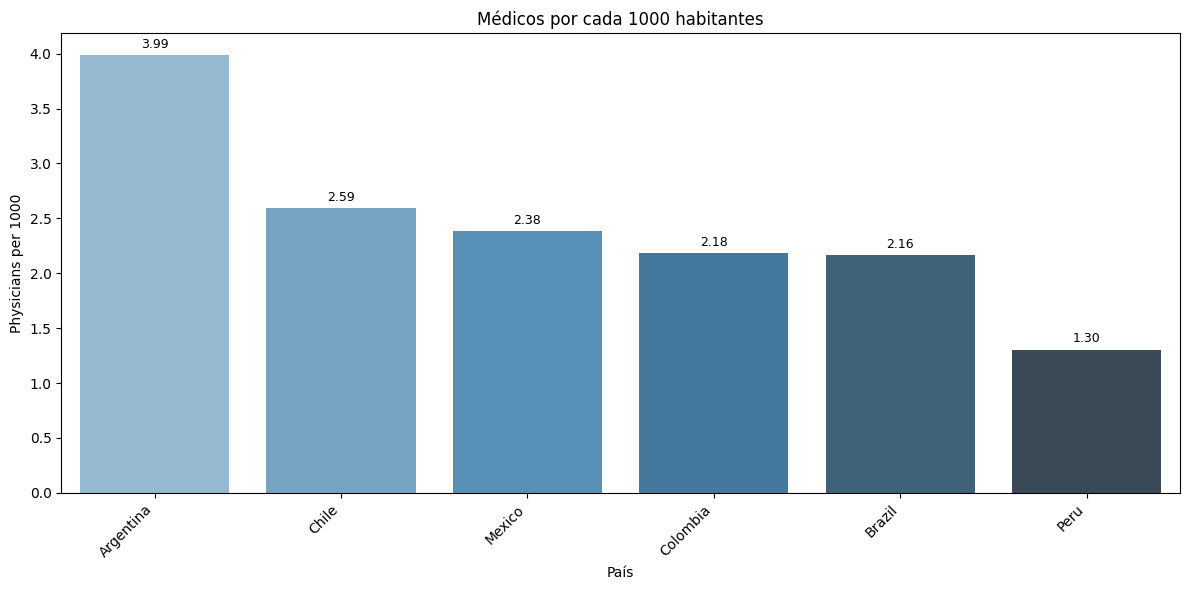 Médicos por cada 1000 habitantes
Physicians per 1000
4.0
3.5
3.0
2.5
2.0
1.5
1.0
0.5
0.0
3.99
2.59
2.38
2.18
2.16
1.30
Argentina
Chile
Mexico
Colombia
Brazil
Peru
País